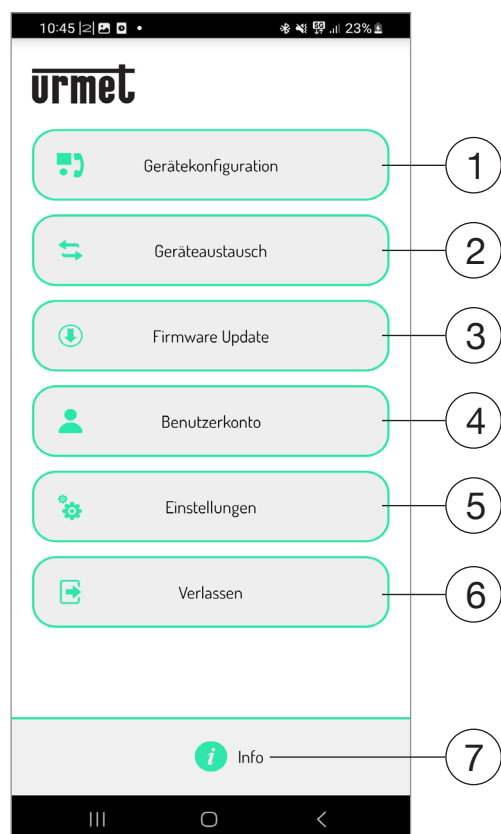 10:45
23%
urmet
Gerätekonfiguration
1
Geräteaustausch
2
Firmware Update
3
Benutzerkonto
4
Einstellungen
5
Verlassen
6
i Info
7